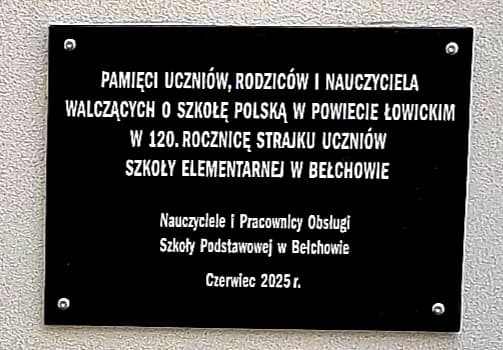 PAMIĘCI UCZNIÓW, RODZICÓW I NAUCZYCIELA
WALCZĄCYCH O SZKOŁĘ POLSKĄ W POWIECIE ŁOWICKIM
W 120. ROCZNICĘ STRAJKU UCZNIÓW
SZKOŁY ELEMENTARNEJ W BEŁCHOWIE
Nauczyciele i Pracownicy Obsługi
Szkoły Podstawowej w Bełchowie
Czerwiec 2025 r.